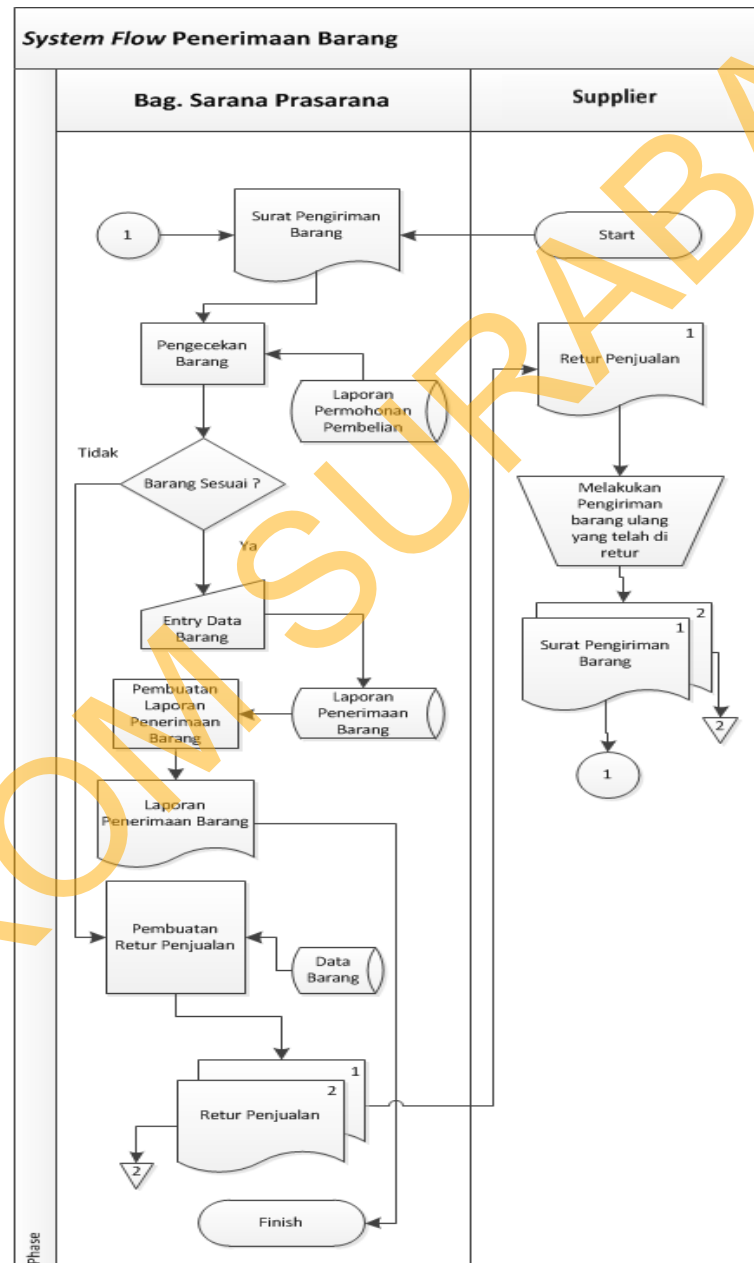 System Flow Penerimaan Barang
Bag. Sarana Prasarana
Supplier
1
Surat Pengiriman
Barang
Start
Pengecekan
Barang
Laporan
Permohonan
Pembelian
1
Retur Penjualan
Tidak
Barang Sesuai ?
Melakukan
Pengiriman
barang ulang
yang telah di
retur
Ya
Entry Data
Barang
2
1
Surat Pengiriman
Barang
2
1
Pembuatan
Laporan
Penerimaan
Barang
Laporan
Penerimaan
Barang
Laporan
Penerimaan Barang
Pembuatan
Retur Penjualan
Data
Barang
1
2
Retur Penjualan
2
Finish
Phase
KOM SURABA